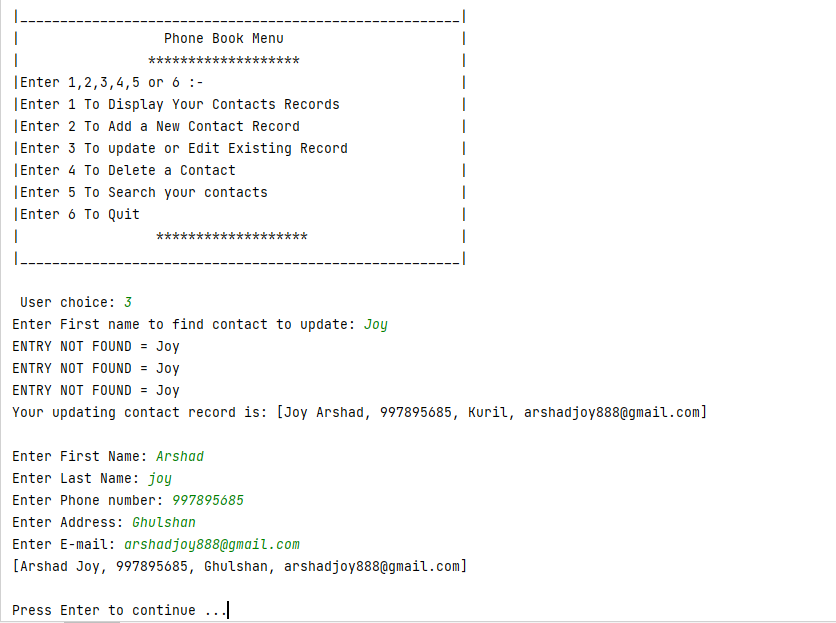 |_______________________________________________________|
| Phone Book Menu |
| ******************* |
|Enter 1,2,3,4,5 or 6 :- |
|Enter 1 To Display Your Contacts Records |
|Enter 2 To Add a New Contact Record |
|Enter 3 To update or Edit Existing Record |
|Enter 4 To Delete a Contact |
|Enter 5 To Search your contacts |
|Enter 6 To Quit |
| ******************* |
|_______________________________________________________|
User choice: 3
Enter First name to find contact to update: Joy
ENTRY NOT FOUND = Joy
ENTRY NOT FOUND = Joy
ENTRY NOT FOUND = Joy
Your updating contact record is: [Joy Arshad, 997895685, Kuril, arshadjoy888@gmail.com]
Enter First Name: Arshad
Enter Last Name: joy
Enter Phone number: 997895685
Enter Address: Ghulshan
Enter E-mail: arshadjoy888@gmail.com
[Arshad Joy, 997895685, Ghulshan, arshadjoy888@gmail.com]
Press Enter to continue ...